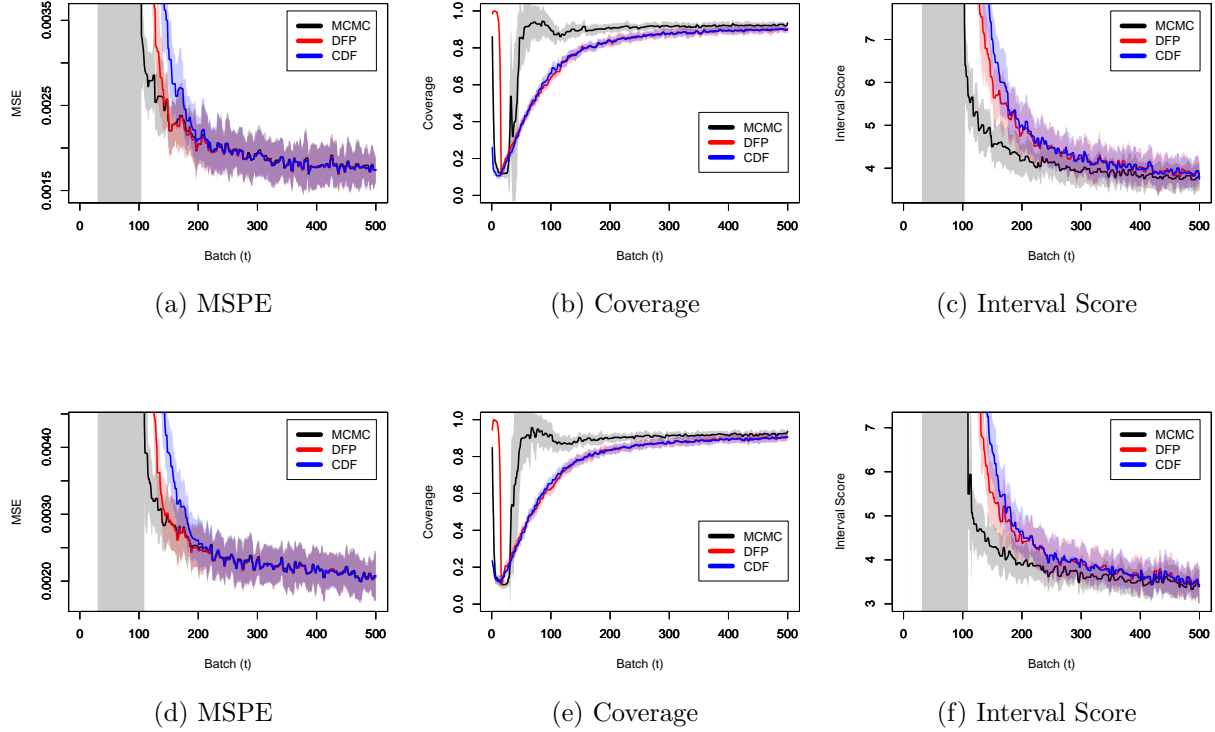 0.0035
0.0025
0.0015
MSE
MCMC
DFP
CDF
0 100 200 300 400 500
Batch (t)
(a) MSPE
1.0
0.8
0.6
0.4
0.2
0.0
Coverage
MCMC
DFP
CDF
0 100 200 300 400 500
Batch (t)
(b) Coverage
7
6
5
4
Interval Score
MCMC
DFP
CDF
0 100 200 300 400 500
Batch (t)
(c) Interval Score
0.0040
0.0030
0.0020
MSE
MCMC
DFP
CDF
0 100 200 300 400 500
Batch (t)
(d) MSPE
1.0
0.8
0.6
0.4
0.2
0.0
Coverage
MCMC
DFP
CDF
0 100 200 300 400 500
Batch (t)
(e) Coverage
7
6
5
4
3
Interval Score
MCMC
DFP
CDF
0 100 200 300 400 500
Batch (t)
(f) Interval Score